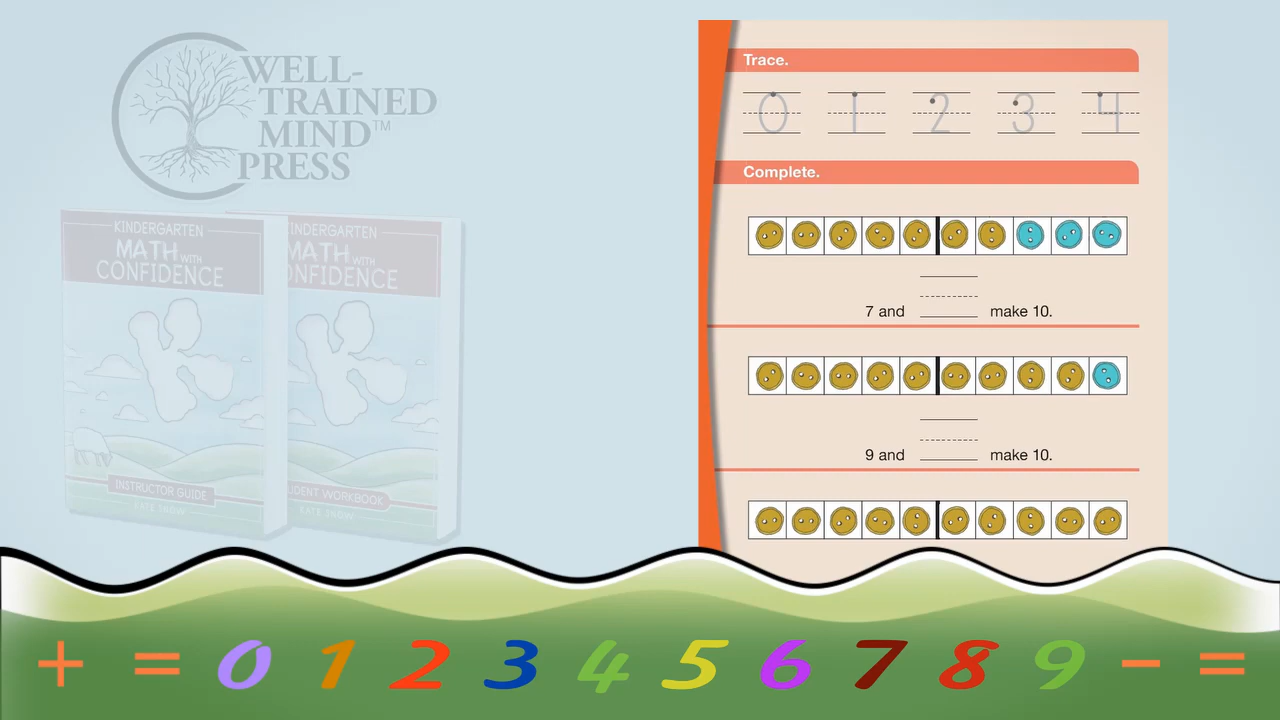 WELL-
TRAINED
MIND™
PRESS
KINDERGARTEN
MATH WITH
CONFIDENCE
INSTRUCTOR GUIDE
KATE SNOW
KINDERGARTEN
MATH WITH
CONFIDENCE
STUDENT WORKBOOK
KATE SNOW
Trace.
0 1 2 3 4
Complete.
7 and make 10.
9 and make 10.
+ = 0 1 2 3 4 5 6 7 8 9 - =